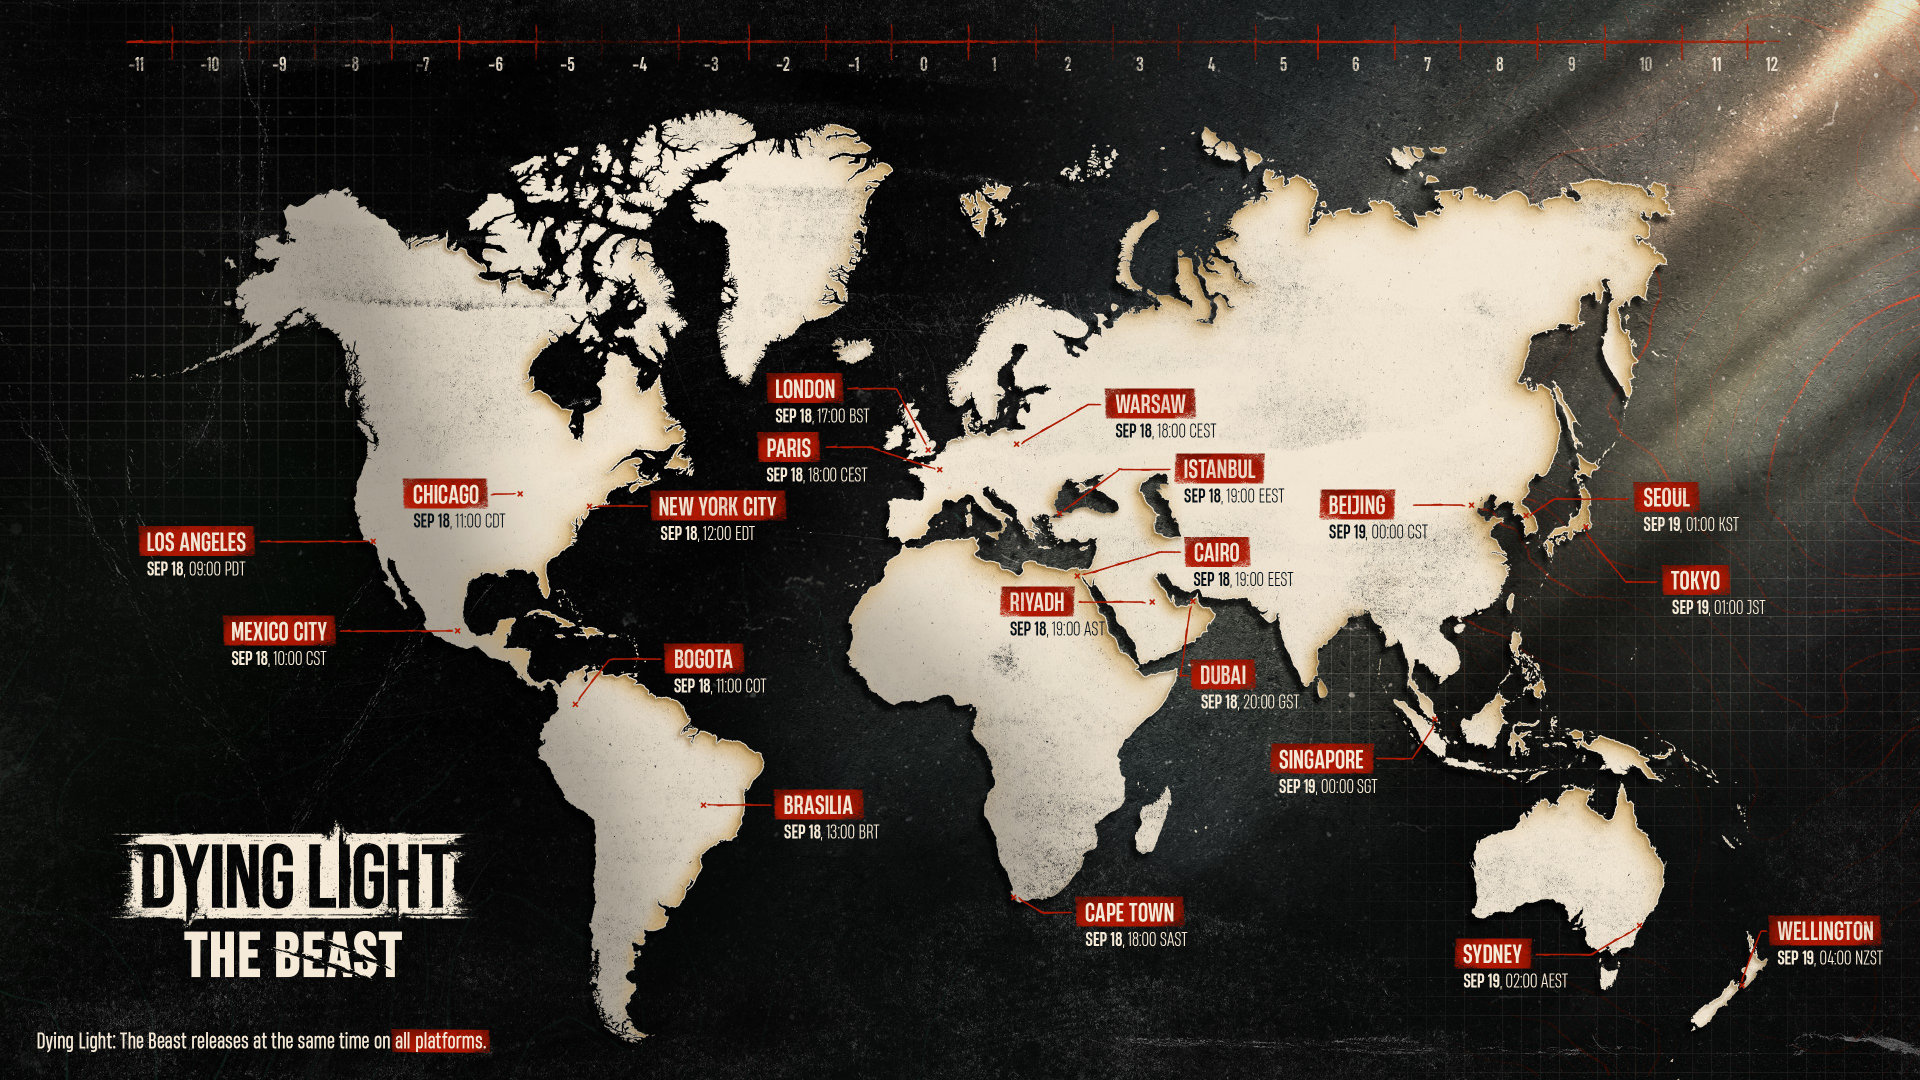 -11 -10 -9 -8 -7 -6 -5 -4 -3 -2 -1 0 1 2 3 4 5 6 7 8 9 10 11 12
LONDON
SEP 18, 17:00 BST
PARIS
SEP 18, 18:00 CEST
WARSAW
SEP 18, 18:00 CEST
ISTANBUL
SEP 18, 19:00 EEST
CHICAGO
SEP 18, 11:00 CDT
NEW YORK CITY
SEP 18, 12:00 EDT
BEIJING
SEP 19, 00:00 CST
SEOUL
SEP 19, 01:00 KST
LOS ANGELES
SEP 18, 09:00 PDT
CAIRO
SEP 18, 19:00 EEST
TOKYO
SEP 19, 01:00 JST
RIYADH
SEP 18, 19:00 AST
MEXICO CITY
SEP 18, 10:00 CST
BOGOTA
SEP 18, 11:00 COT
DUBAI
SEP 18, 20:00 GST
SINGAPORE
SEP 19, 00:00 SGT
BRASILIA
SEP 18, 13:00 BRT
CAPE TOWN
SEP 18, 18:00 SAST
SYDNEY
SEP 19, 02:00 AEST
WELLINGTON
SEP 19, 04:00 NZST
DYING LIGHT
THE BEAST
Dying Light: The Beast releases at the same time on all platforms.